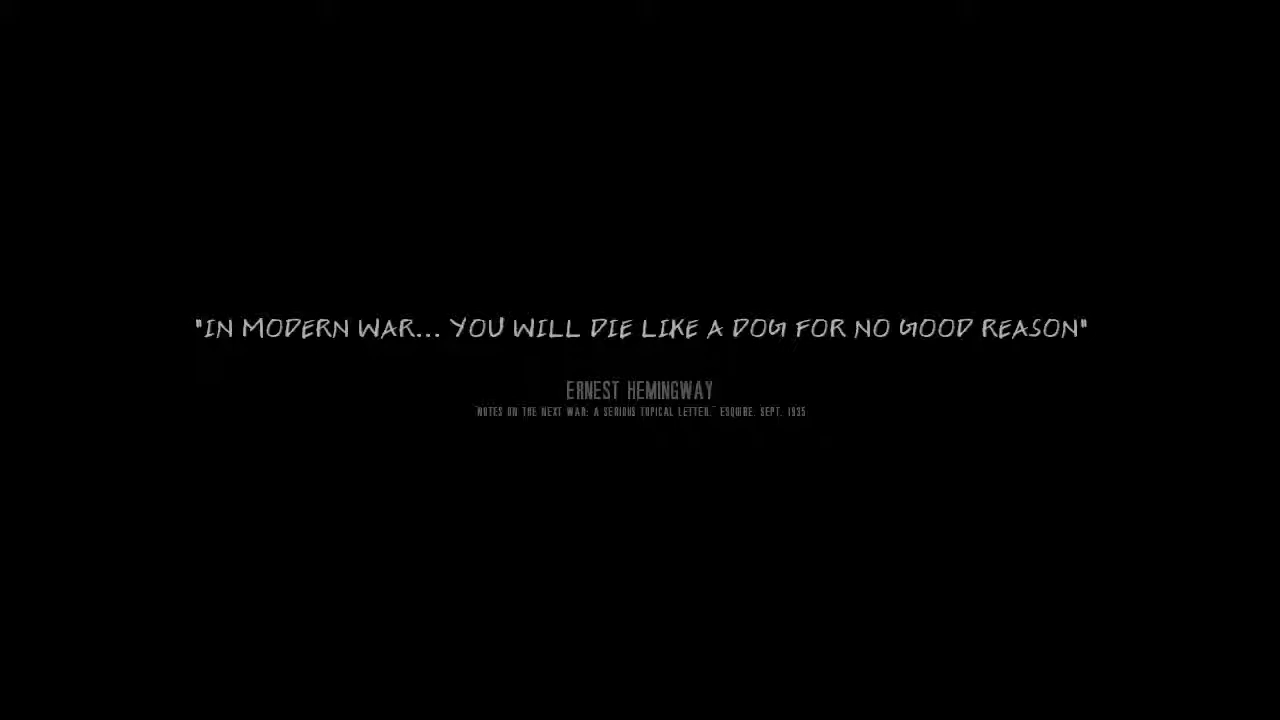 "IN MODERN WAR... YOU WILL DIE LIKE A DOG FOR NO GOOD REASON"
ERNEST HEMINGWAY
"NOTES ON THE NEXT WAR: A SERIOUS TOPICAL LETTER." ESQUIRE. SEPT. 1935